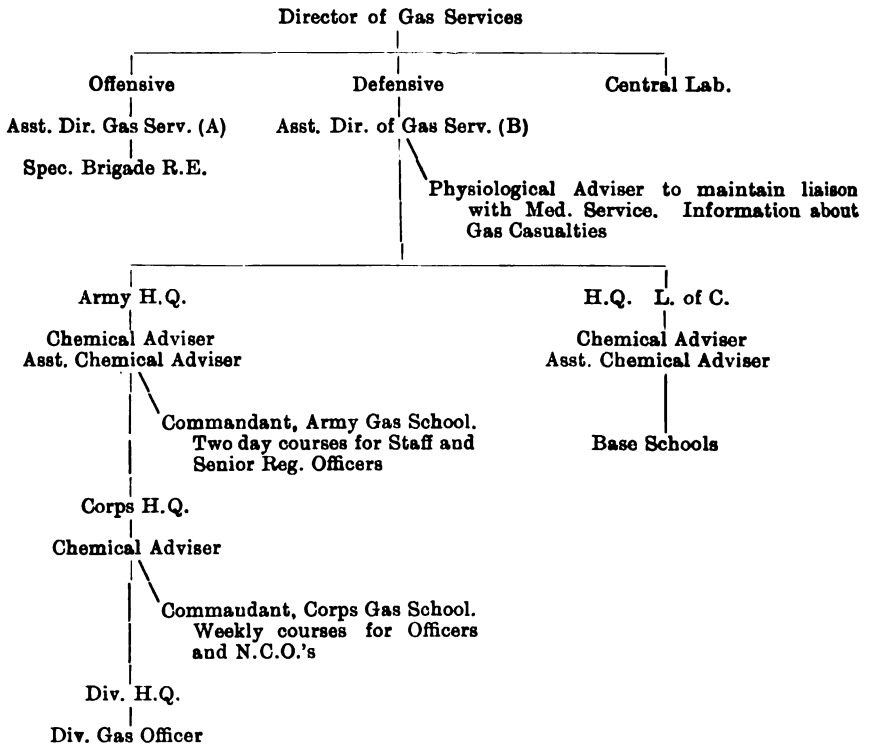 Director of Gas Services
Offensive
Defensive
Central Lab.
Asst. Dir. Gas Serv. (A)
Asst. Dir. of Gas Serv. (B)
Spec. Brigade R.E.
Physiological Adviser to maintain liaison
with Med. Service. Information about
Gas Casualties
Army H.Q.
H.Q. L. of C.
Chemical Adviser
Asst. Chemical Adviser
Chemical Adviser
Asst. Chemical Adviser
Commandant, Army Gas School.
Two day courses for Staff and
Senior Reg. Officers
Base Schools
Corps H.Q.
Chemical Adviser
Commaudant, Corps Gas School.
Weekly courses for Officers
and N.C.O.'s
Div. H.Q.
Div. Gas Officer